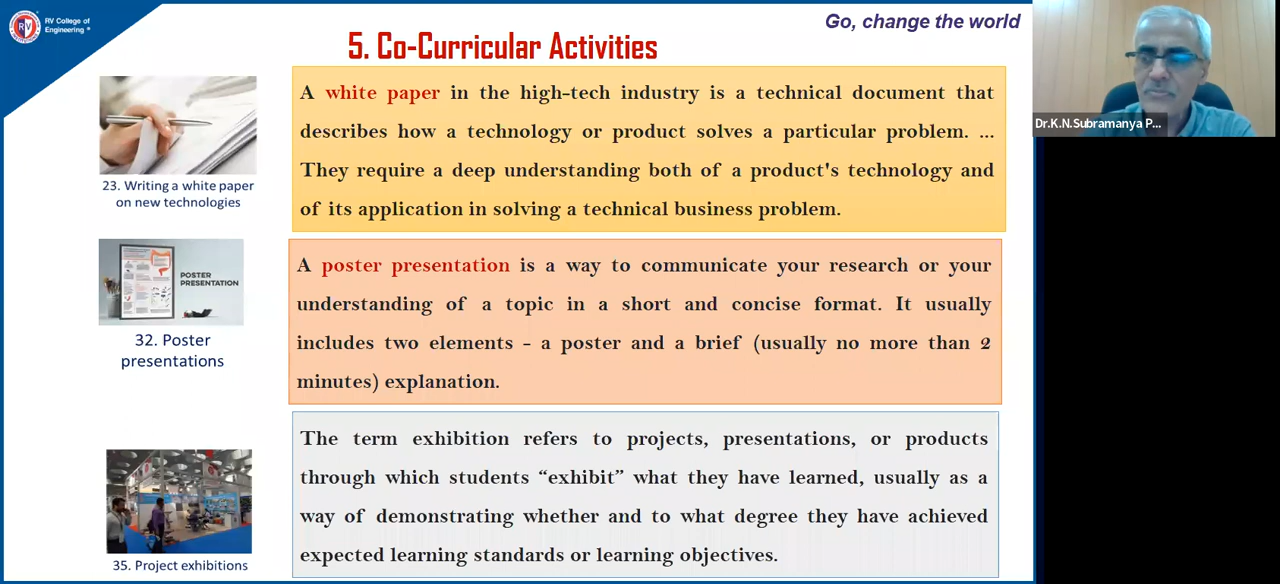 RV College of
Engineering
Go, change the world
5. Co-Curricular Activities
23. Writing a white paper
on new technologies
A white paper in the high-tech industry is a technical document that
describes how a technology or product solves a particular problem. ...
They require a deep understanding both of a product's technology and
of its application in solving a technical business problem.
POSTER
PRESENTATION
32. Poster
presentations
A poster presentation is a way to communicate your research or your
understanding of a topic in a short and concise format. It usually
includes two elements - a poster and a brief (usually no more than 2
minutes) explanation.
35. Project exhibitions
The term exhibition refers to projects, presentations, or products
through which students “exhibit” what they have learned, usually as a
way of demonstrating whether and to what degree they have achieved
expected learning standards or learning objectives.
Dr.K.N.Subramanya P...